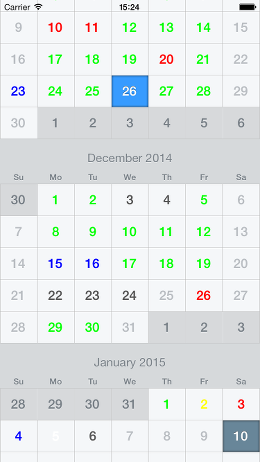 Carrier 15:24
9 10 11 12 13 14 15
16 17 18 19 20 21 22
23 24 25 26 27 28 29
30 1 2 3 4 5 6
December 2014
Su Mo Tu We Th Fr Sa
30 1 2 3 4 5 6
7 8 9 10 11 12 13
14 15 16 17 18 19 20
21 22 23 24 25 26 27
28 29 30 31 1 2 3
January 2015
Su Mo Tu We Th Fr Sa
28 29 30 31 1 2 3
4 5 6 7 8 9 10